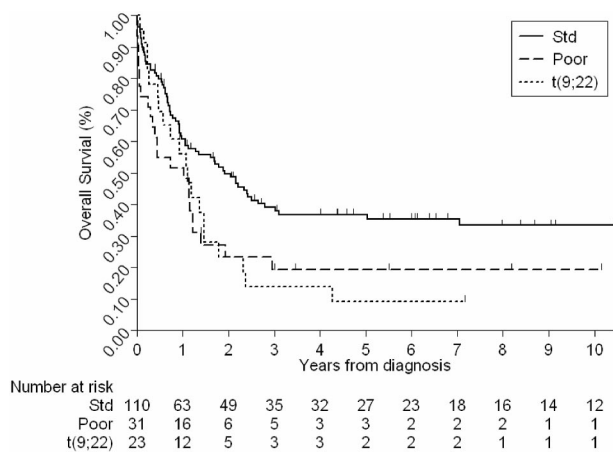 Std
Poor
t(9;22)
Overall Survial (%)
1.00
0.90
0.80
0.70
0.60
0.50
0.40
0.30
0.20
0.10
0.00
0 1 2 3 4 5 6 7 8 9 10
Years from diagnosis
Number at risk
Std 110 63 49 35 32 27 23 18 16 14 12
Poor 31 16 6 5 3 3 2 2 2 1 1
t(9;22) 23 12 5 3 3 2 2 2 1 1 1